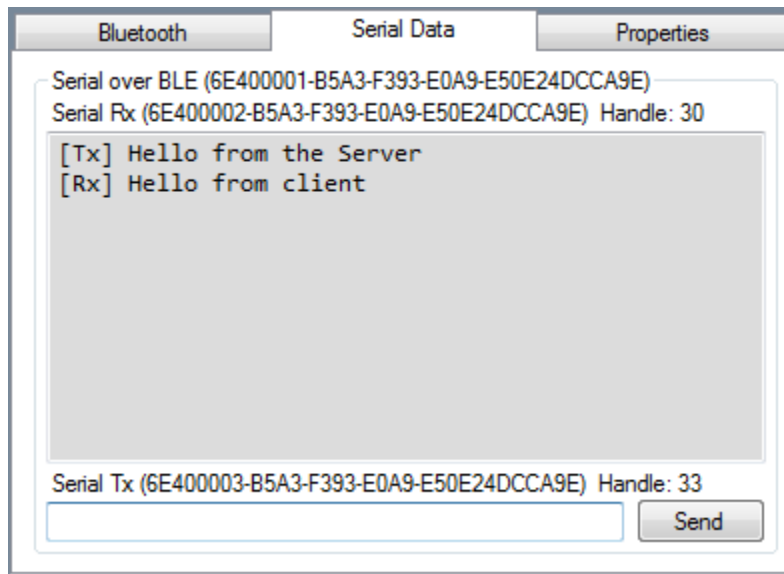 Bluetooth Serial Data Properties
Serial over BLE (6E400001-B5A3-F393-E0A9-E50E24DCCA9E)
Serial Rx (6E400002-B5A3-F393-E0A9-E50E24DCCA9E) Handle: 30
[Tx] Hello from the Server
[Rx] Hello from client
Serial Tx (6E400003-B5A3-F393-E0A9-E50E24DCCA9E) Handle: 33
Send